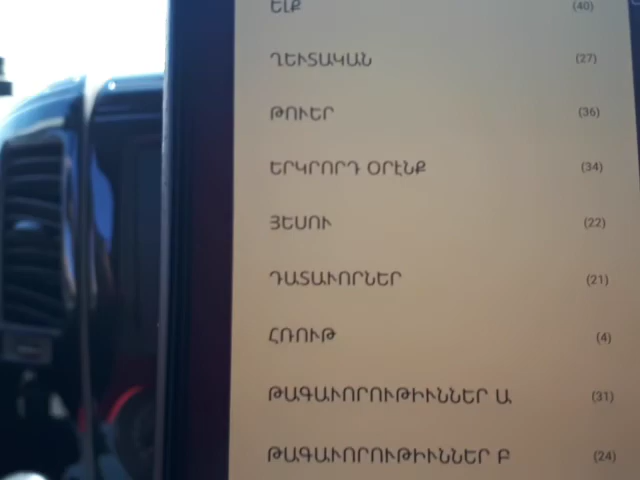 ԵԼՔ (40)
ՂԵՒՏԱԿԱՆ (27)
ԹՈՒԵՐ (36)
ԵՐԿՐՈՐԴ ՕՐԷՆՔ (34)
ՅԵՍՈՒ (22)
ԴԱՏԱՒՈՐՆԵՐ (21)
ՀՌՈՒԹ (4)
ԹԱԳԱՒՈՐՈՒԹԻՒՆՆԵՐ Ա (31)
ԹԱԳԱՒՈՐՈՒԹԻՒՆՆԵՐ Բ (24)